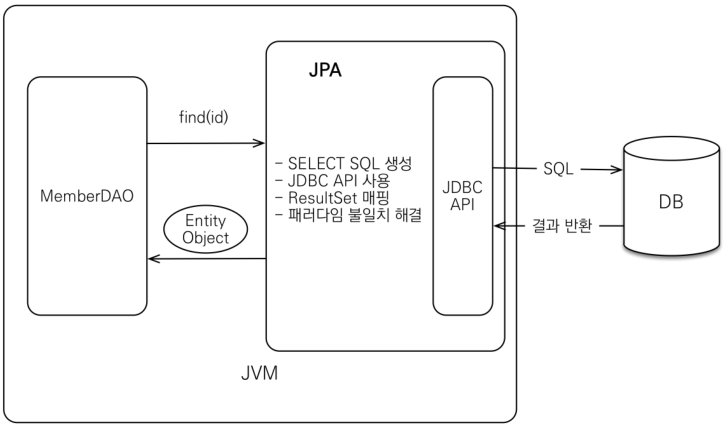 JPA
find(id)
MemberDAO
Entity
Object
- SELECT SQL 생성
- JDBC API 사용
- ResultSet 매핑
- 패러다임 불일치 해결
JDBC
API
SQL
결과 반환
DB
JVM